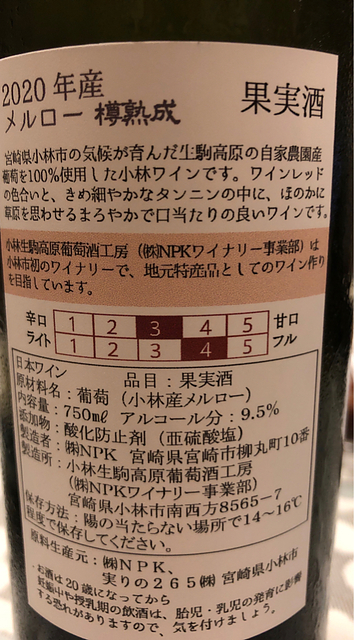 2020年産
メルロー 樽熟成
果実酒
宮崎県小林市の気候が育んだ生駒高原の自家農園産
葡萄を100%使用した小林ワインです。ワインレッド
の色合いと、きめ細やかなタンニンの中に、ほのかに
草原を思わせるまろやかで口当たりの良いワインです。
小林生駒高原葡萄酒工房(㈱NPKワイナリー事業部)は
小林市初のワイナリーで、地元特産品としてのワイン作り
を目指しています。
辛口 1 2 3 4 5 甘口
ライト 1 2 3 4 5 フル
日本ワイン 品目:果実酒
原材料名:葡萄(小林産メルロー)
内容量:750㎖ アルコール分:9.5%
添加物:酸化防止剤(亜硫酸塩)
製造者:㈱NPK 宮崎県宮崎市柳丸町10番
製造所:小林生駒高原葡萄酒工房
(㈱NPKワイナリー事業部)
宮崎県小林市南西方8565−7
保存方法:陽の当たらない場所で14〜16℃
程度で保存してください。
原料生産元:㈱NPK、
実りの265㈱ 宮崎県小林市
・お酒は20歳になってから
妊娠中や授乳期の飲酒は、胎児・乳児の発育に影響
する恐れがありますので、気を付けましょう。